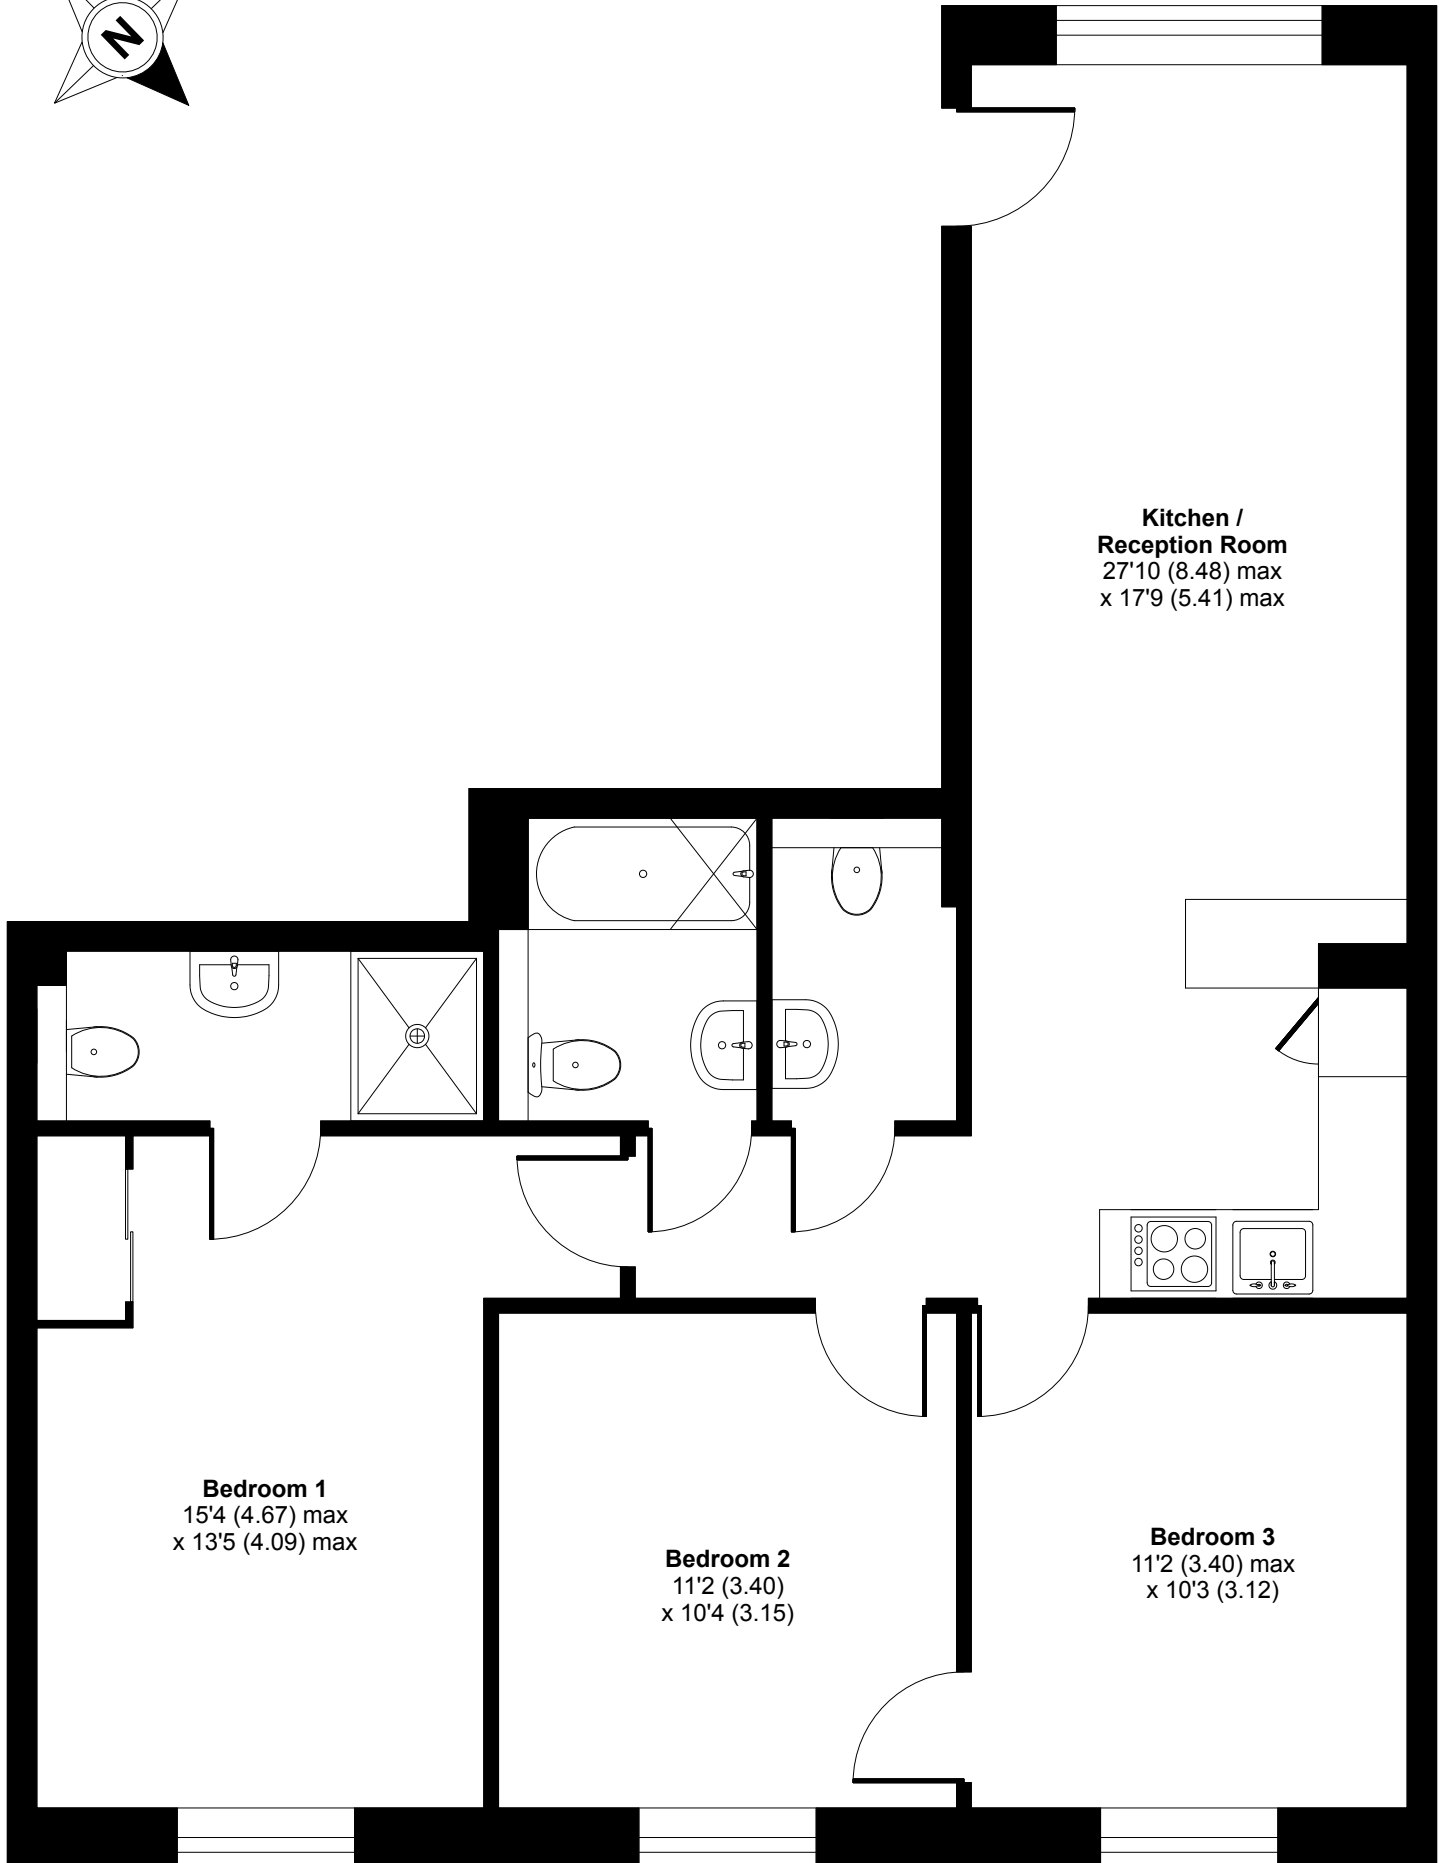 N
Kitchen /
Reception Room
27'10 (8.48) max
x 17'9 (5.41) max
Bedroom 1
15'4 (4.67) max
x 13'5 (4.09) max
Bedroom 2
11'2 (3.40)
x 10'4 (3.15)
Bedroom 3
11'2 (3.40) max
x 10'3 (3.12)